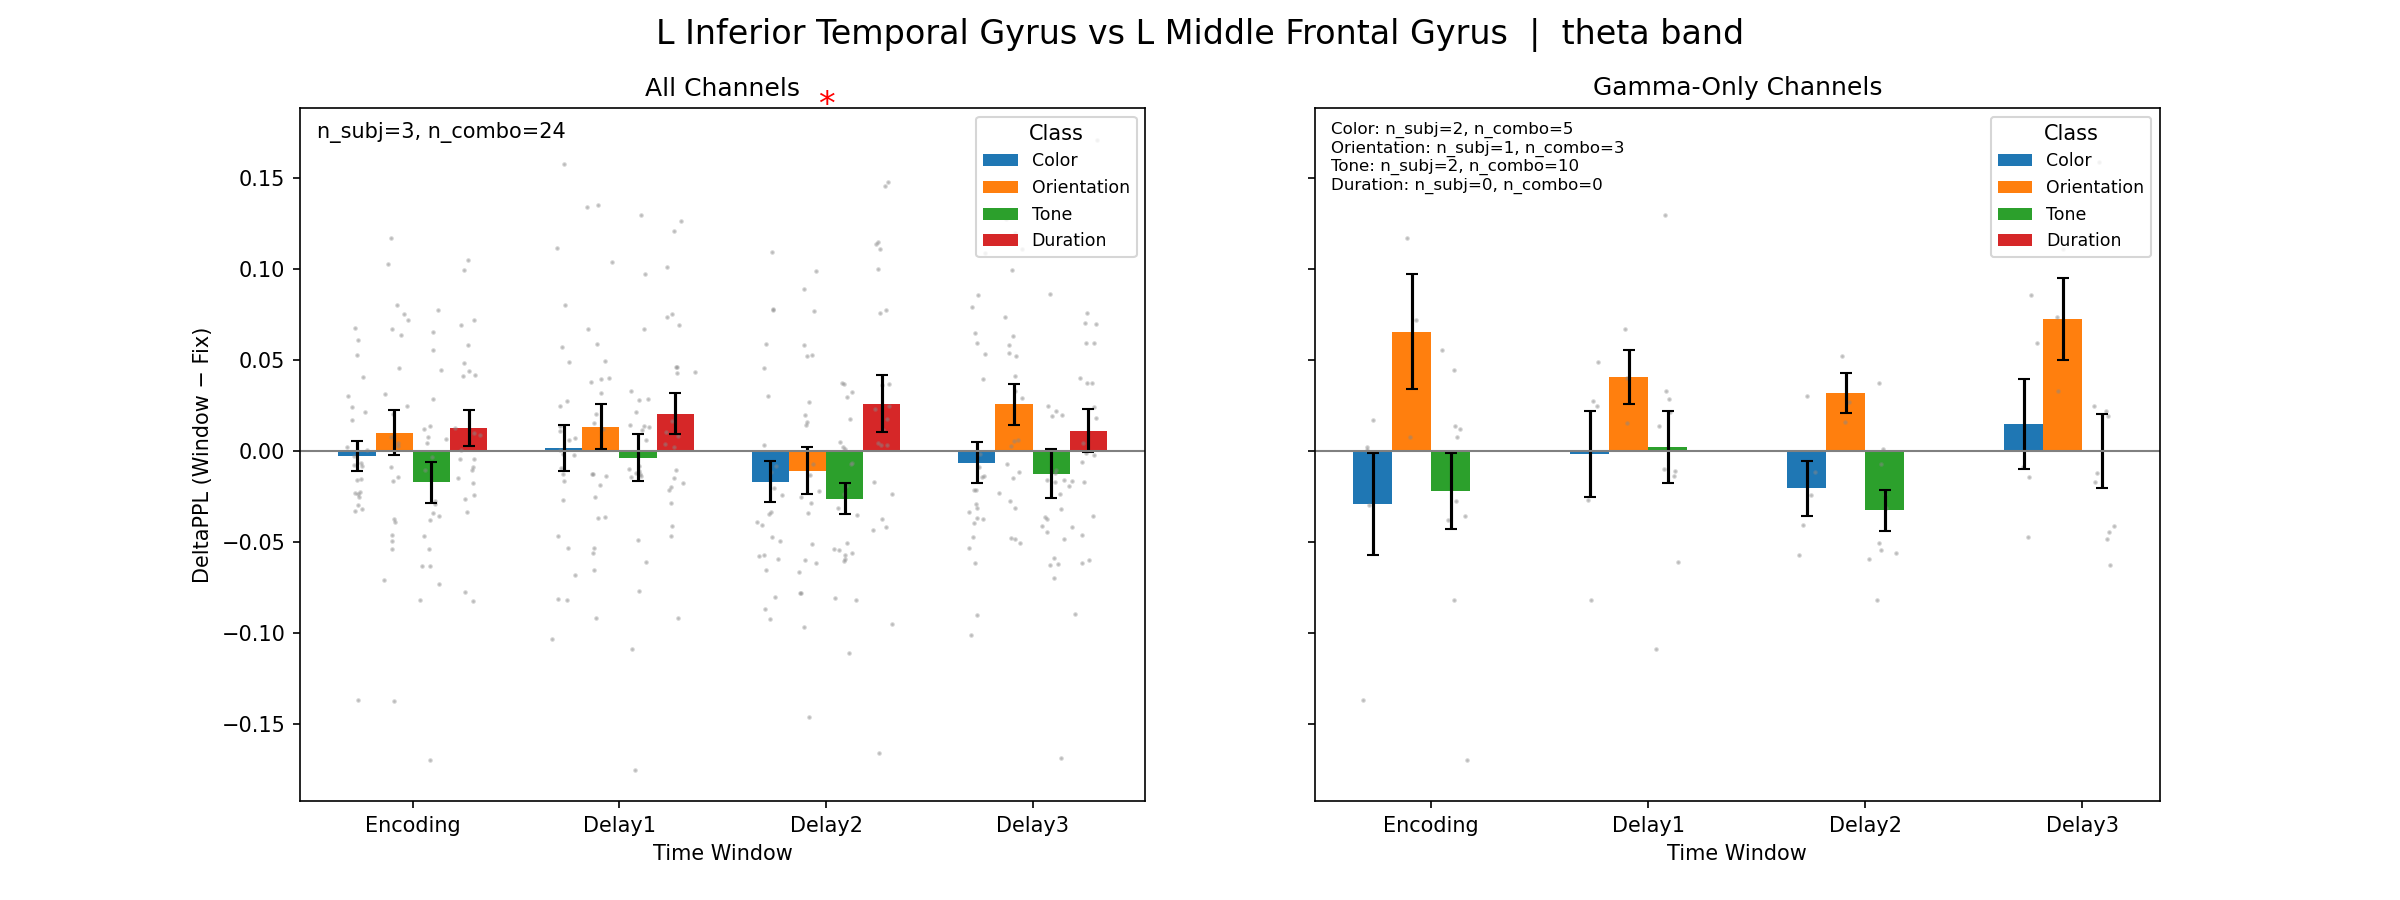 L Inferior Temporal Gyrus vs L Middle Frontal Gyrus | theta band
All Channels
*
n_subj=3, n_combo=24
Class
Color
Orientation
Tone
Duration
DeltaPPL (Window − Fix)
0.15
0.10
0.05
0.00
−0.05
−0.10
−0.15
Encoding
Delay1
Delay2
Delay3
Time Window
Gamma-Only Channels
Color: n_subj=2, n_combo=5
Orientation: n_subj=1, n_combo=3
Tone: n_subj=2, n_combo=10
Duration: n_subj=0, n_combo=0
Class
Color
Orientation
Tone
Duration
Encoding
Delay1
Delay2
Delay3
Time Window